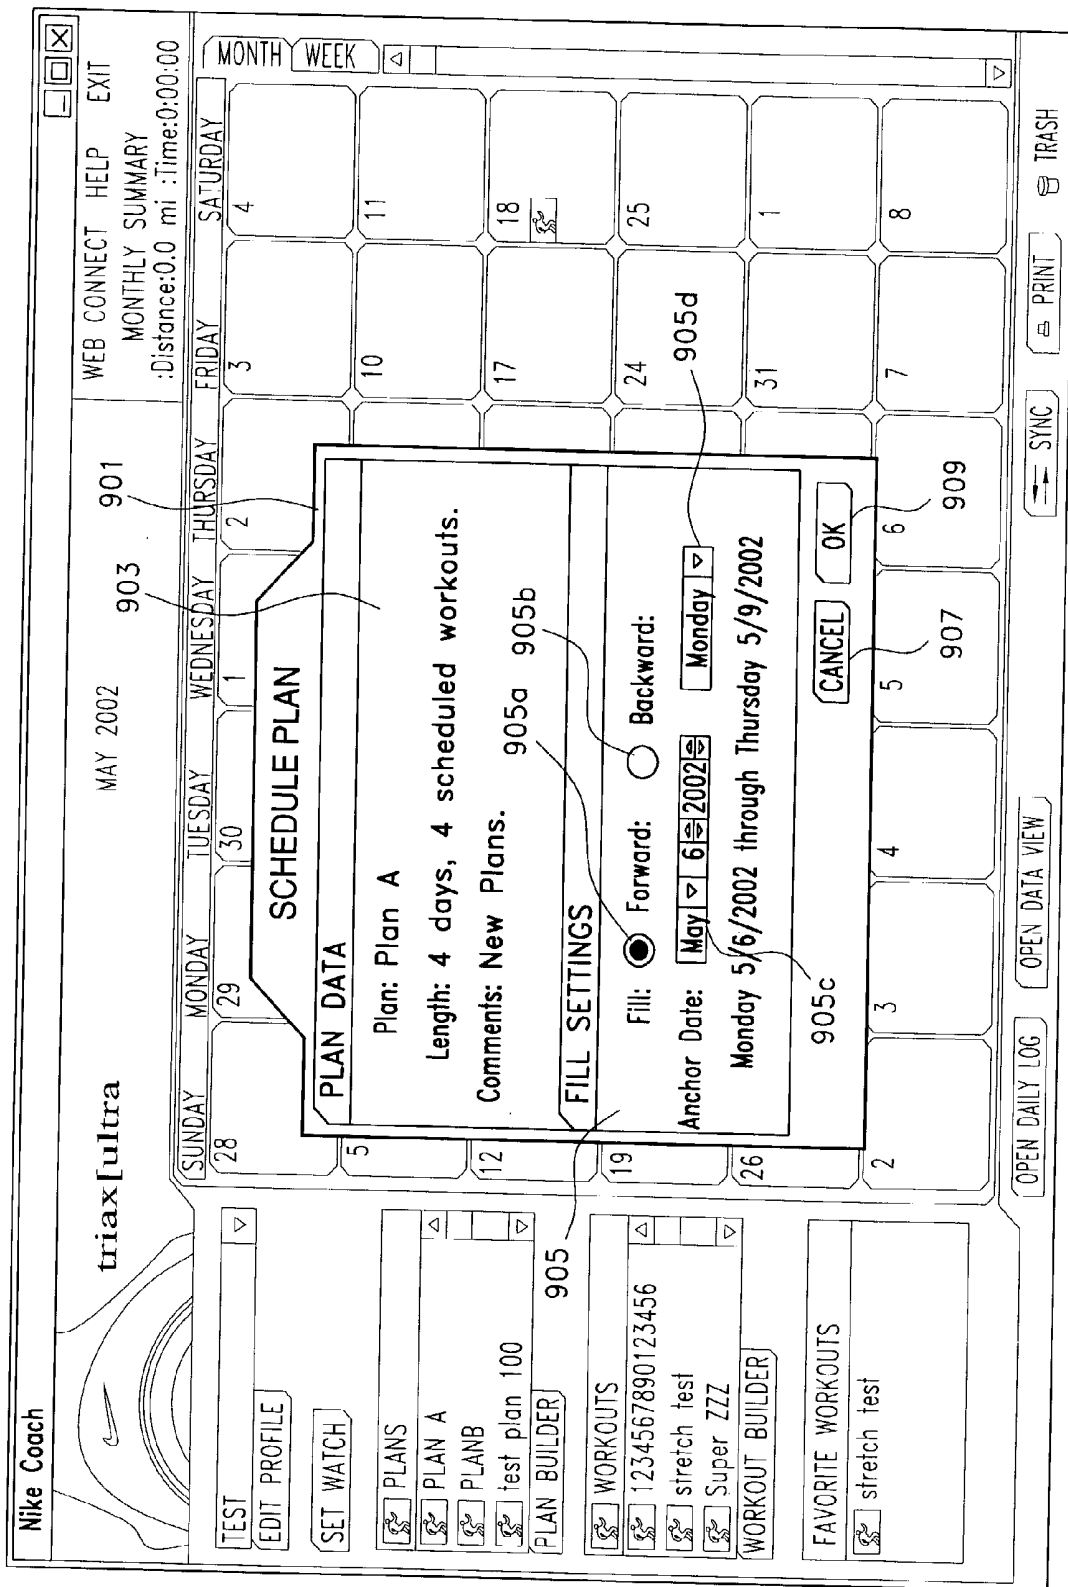 Nike Coach
triax[ultra
MAY 2002
WEB CONNECT HELP EXIT
MONTHLY SUMMARY
:Distance:0.0 mi :Time:0:00:00
TEST
EDIT PROFILE
SET WATCH
PLANS
PLAN A
PLANB
test plan 100
PLAN BUILDER
WORKOUTS
1234567890123456
stretch test
Super ZZZ
WORKOUT BUILDER
FAVORITE WORKOUTS
stretch test
SUNDAY MONDAY TUESDAY WEDNESDAY THURSDAY FRIDAY SATURDAY
MONTH
WEEK
28 29 30 1 2 3 4
5 10 11
12 17 18
19 24 25
26 31 1
2 3 4 5 6 7 8
901
903
SCHEDULE PLAN
PLAN DATA
Plan: Plan A
Length: 4 days, 4 scheduled workouts.
Comments: New Plans.
905a
905b
905d
FILL SETTINGS
Fill: Forward: Backward:
Anchor Date: May 6 2002 Monday
Monday 5/6/2002 through Thursday 5/9/2002
905
905c
CANCEL OK
907
909
OPEN DAILY LOG OPEN DATA VIEW SYNC PRINT TRASH